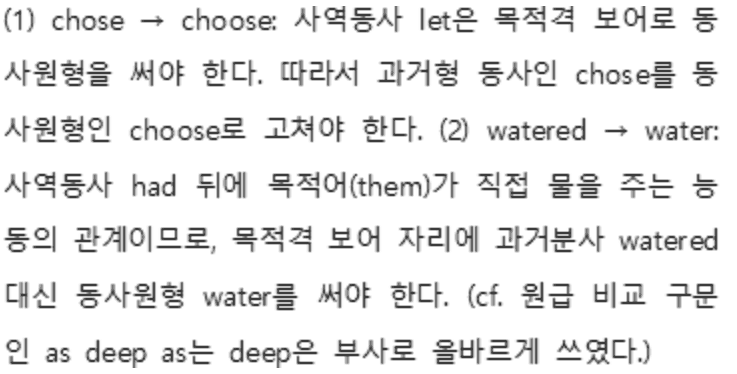 (1) chose → choose: 사역동사 let은 목적격 보어로 동
사원형을 써야 한다. 따라서 과거형 동사인 chose를 동
사원형인 choose로 고쳐야 한다. (2) watered → water:
사역동사 had 뒤에 목적어(them)가 직접 물을 주는 능
동의 관계이므로, 목적격 보어 자리에 과거분사 watered
대신 동사원형 water를 써야 한다. (cf. 원급 비교 구문
인 as deep as는 deep은 부사로 올바르게 쓰였다.)